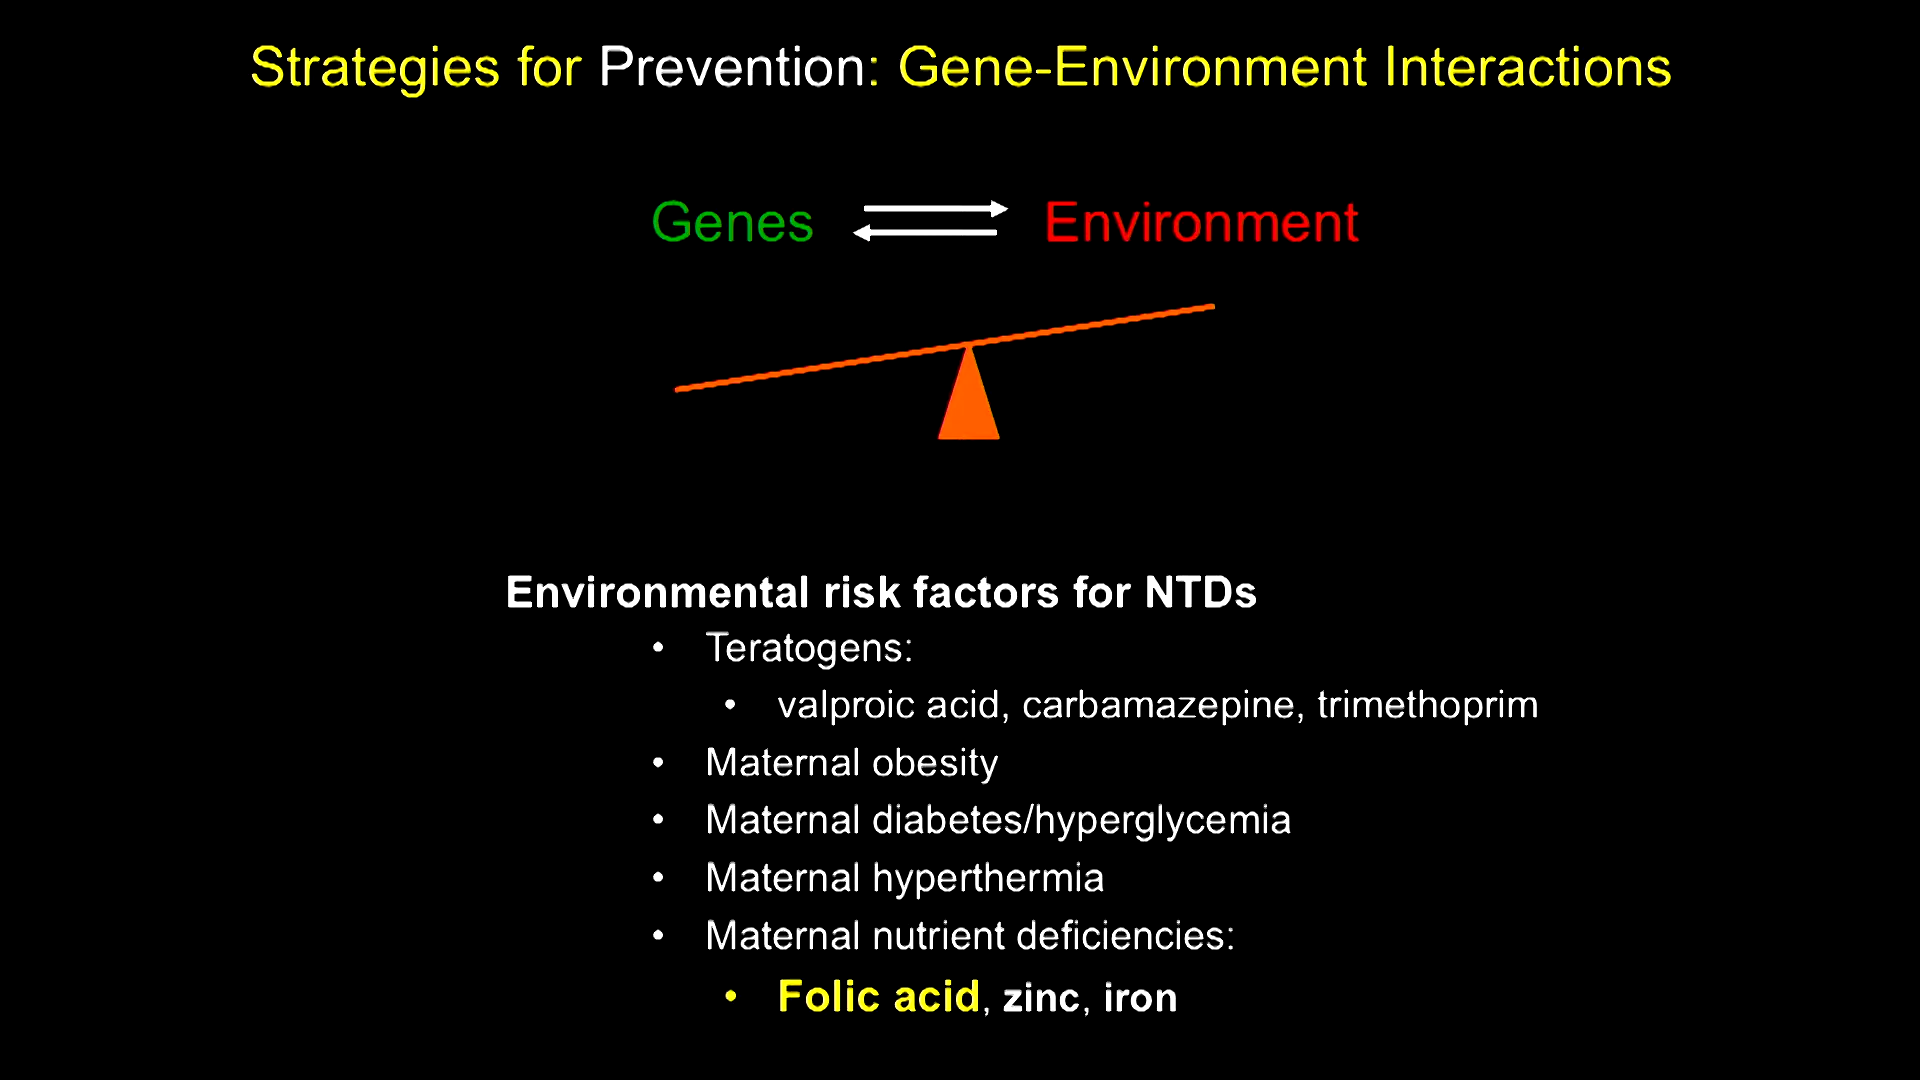 Strategies for Prevention: Gene-Environment Interactions
Genes Environment
Environmental risk factors for NTDs
• Teratogens:
• valproic acid, carbamazepine, trimethoprim
• Maternal obesity
• Maternal diabetes/hyperglycemia
• Maternal hyperthermia
• Maternal nutrient deficiencies:
• Folic acid, zinc, iron